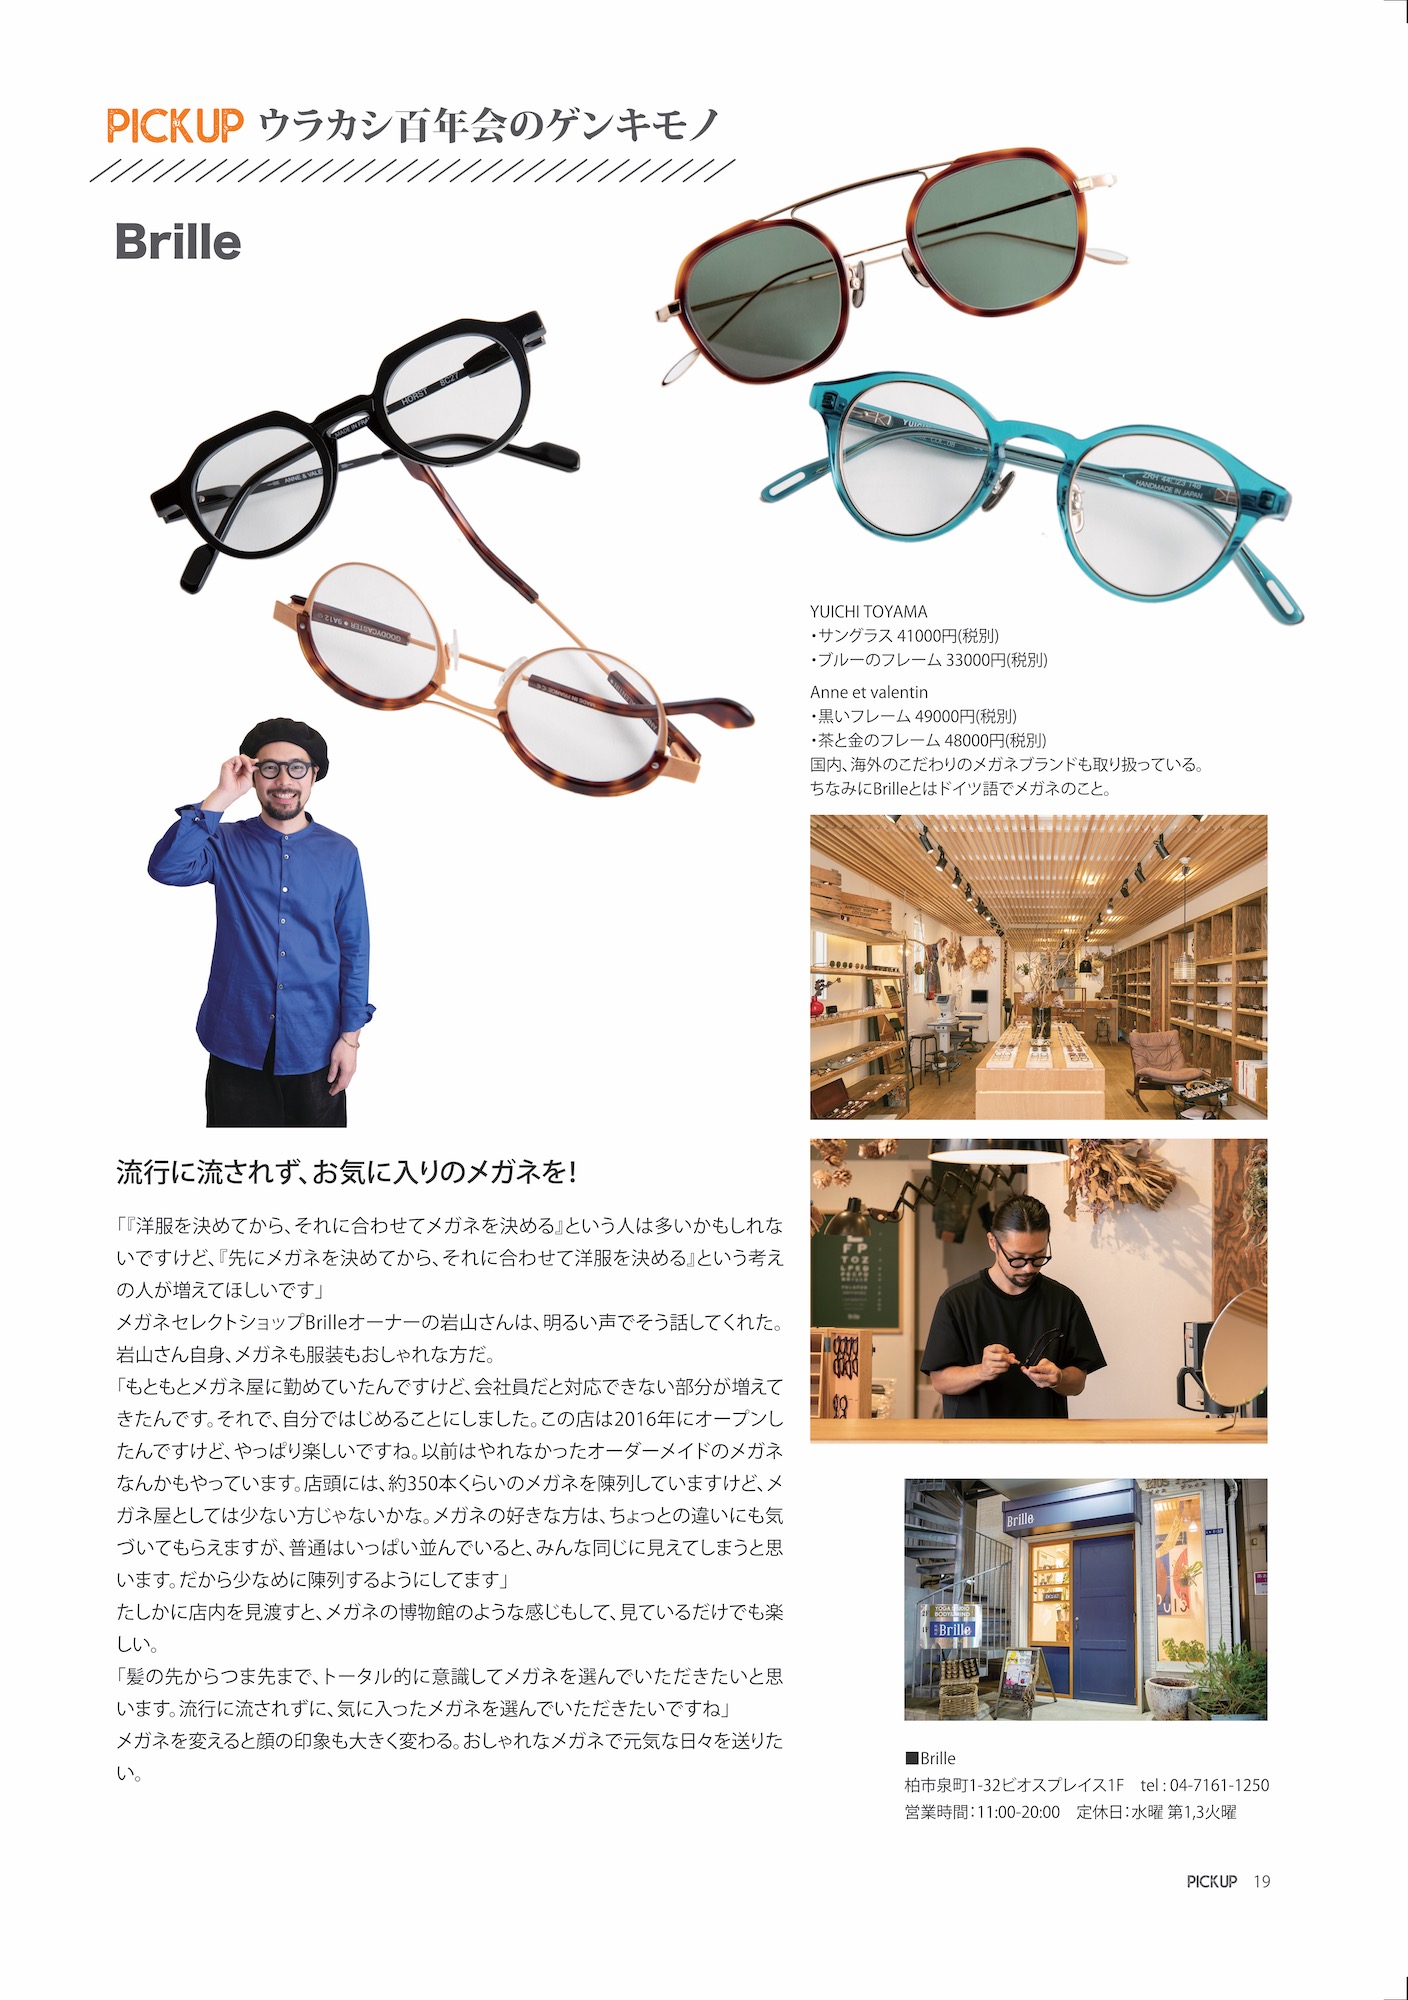 PICKUP ウラカシ百年会のゲンキモノ
Brille
HORST 8C27
MADE IN FRA
ANNE & VALE
GOODYCASTER ● 9A12
MADE IN FRANCE
ZRH 44□23 148
HANDMADE IN JAPAN
YUICHI TOYAMA
・サングラス 41000円(税別)
・ブルーのフレーム 33000円(税別)
Anne et valentin
・黒いフレーム 49000円(税別)
・茶と金のフレーム 48000円(税別)
国内、海外のこだわりのメガネブランドも取り扱っている。
ちなみにBrilleとはドイツ語でメガネのこと。
流行に流されず、お気に入りのメガネを！
「『洋服を決めてから、それに合わせてメガネを決める』という人は多いかもしれな
いですけど、『先にメガネを決めてから、それに合わせて洋服を決める』という考え
の人が増えてほしいです」
メガネセレクトショップBrilleオーナーの岩山さんは、明るい声でそう話してくれた。
岩山さん自身、メガネも服装もおしゃれな方だ。
「もともとメガネ屋に勤めていたんですけど、会社員だと対応できない部分が増えて
きたんです。それで、自分ではじめることにしました。この店は2016年にオープンし
たんですけど、やっぱり楽しいですね。以前はやれなかったオーダーメイドのメガネ
なんかもやっています。店頭には、約350本くらいのメガネを陳列していますけど、メ
ガネ屋としては少ない方じゃないかな。メガネの好きな方は、ちょっとの違いにも気
づいてもらえますが、普通はいっぱい並んでいると、みんな同じに見えてしまうと思
います。だから少なめに陳列するようにしてます」
たしかに店内を見渡すと、メガネの博物館のような感じもして、見ているだけでも楽
しい。
「髪の先からつま先まで、トータル的に意識してメガネを選んでいただきたいと思
います。流行に流されずに、気に入ったメガネを選んでいただきたいですね」
メガネを変えると顔の印象も大きく変わる。おしゃれなメガネで元気な日々を送りた
い。
F P
T O Z
L P E D
Brille
YOGA STUDIO
BODY&MIND
Brille
■Brille
柏市泉町1-32ビオスプレイス1F　tel : 04-7161-1250
営業時間：11:00-20:00　定休日：水曜 第1,3火曜
PICKUP 19